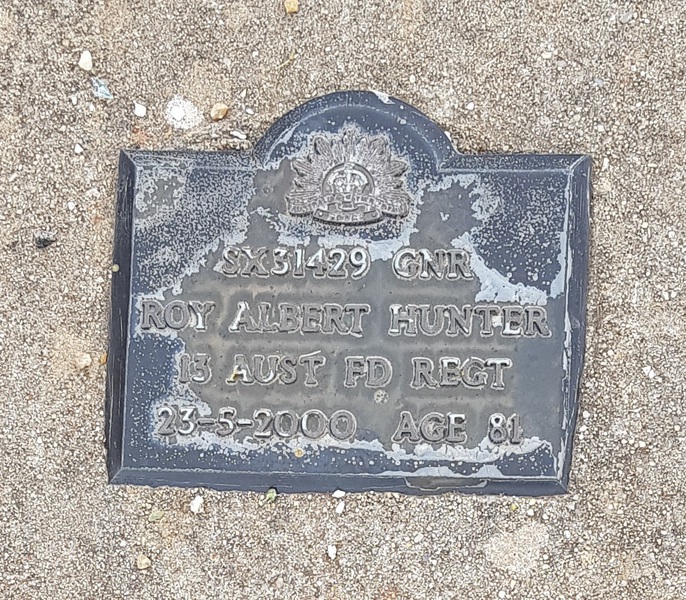 SX31429 GNR
ROY ALBERT HUNTER
13 AUST FD REGT
23-5-2000 AGE 81